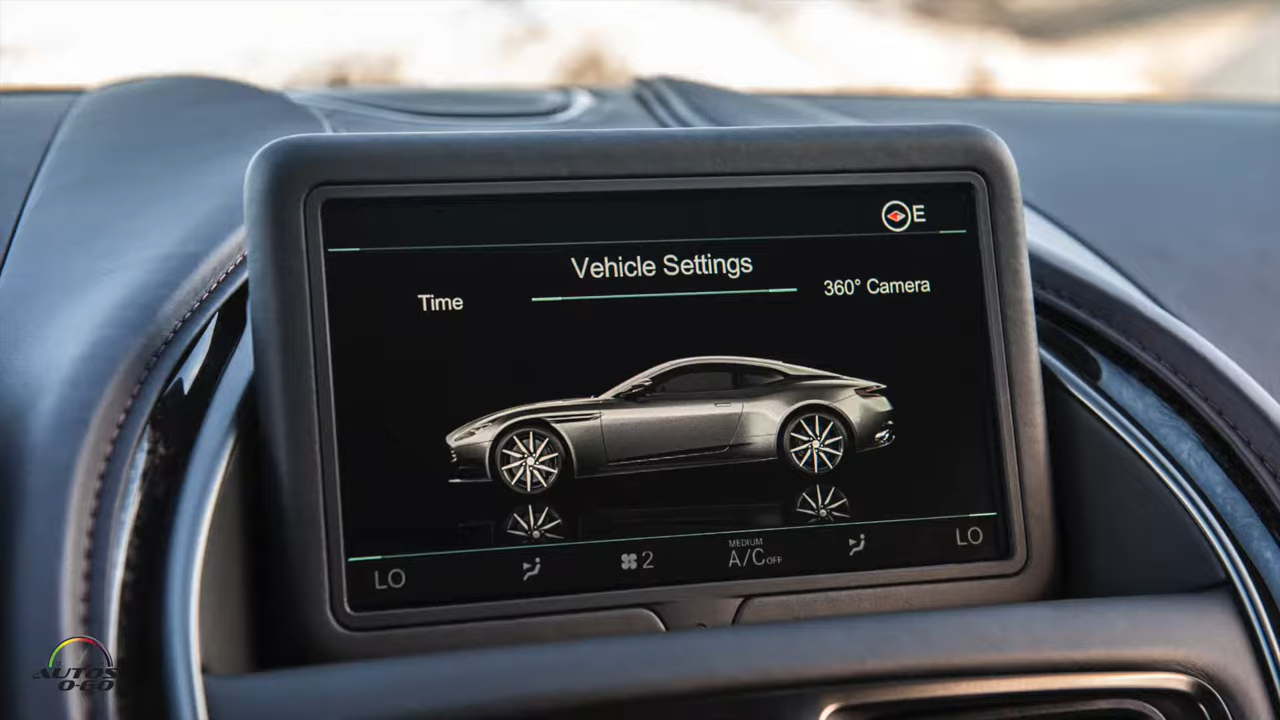 E
Vehicle Settings
Time
360° Camera
LO
2
MEDIUM
A/C OFF
LO
AUTOS
0-60